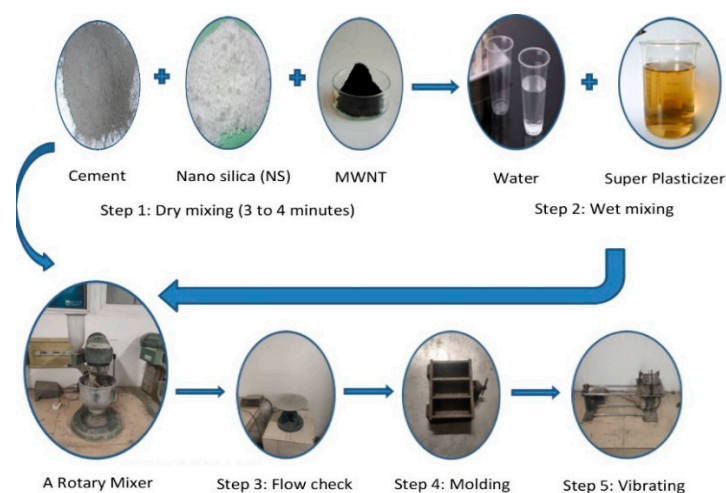 Cement Nano silica (NS) MWNT Water Super Plasticizer
Step 1: Dry mixing (3 to 4 minutes) Step 2: Wet mixing
A Rotary Mixer Step 3: Flow check Step 4: Molding Step 5: Vibrating